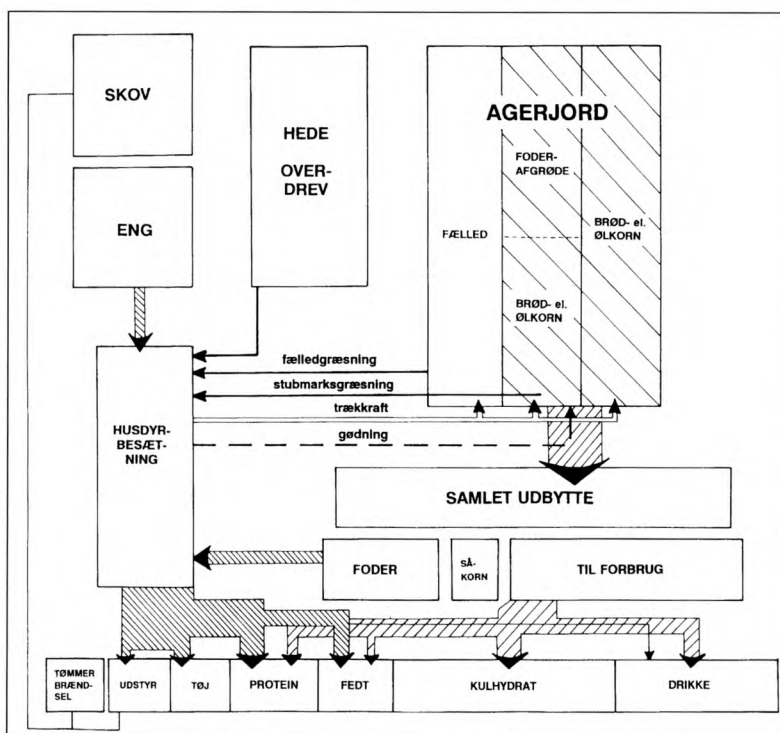 SKOV
HEDE
OVER-
DREV
AGERJORD
FODER-
AFGRØDE
ENG
FÆLLED
BRØD- el.
ØLKORN
BRØD- el.
ØLKORN
fælledgræsning
stubmarksgræsning
trækkraft
gødning
HUSDYR-
BESÆT-
NING
SAMLET UDBYTTE
FODER
SÅ-
KORN
TIL FORBRUG
TØMMER
BRÆND-
SEL
UDSTYR
TØJ
PROTEIN
FEDT
KULHYDRAT
DRIKKE